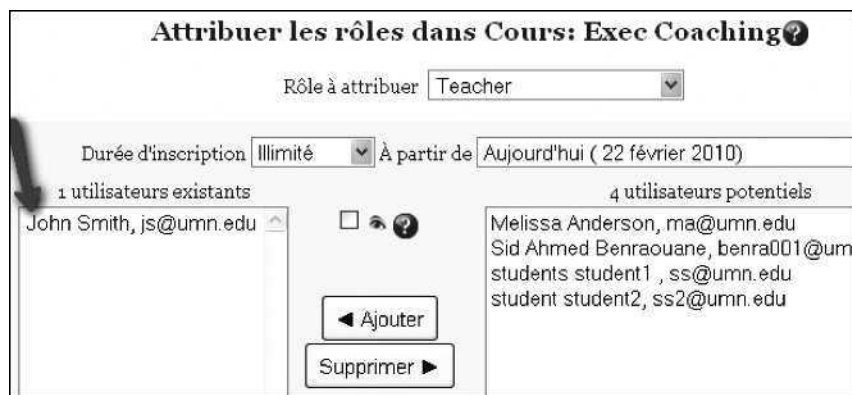 Attribuer les rôles dans Cours: Exec Coaching?
Rôle à attribuer Teacher
Durée d'inscription Illimité À partir de Aujourd'hui ( 22 février 2010)
1 utilisateurs existants
4 utilisateurs potentiels
John Smith, js@umn.edu
?
Melissa Anderson, ma@umn.edu
Sid Ahmed Benraouane, benra001@um
students student1 , ss@umn.edu
student student2, ss2@umn.edu
◄ Ajouter
Supprimer ►